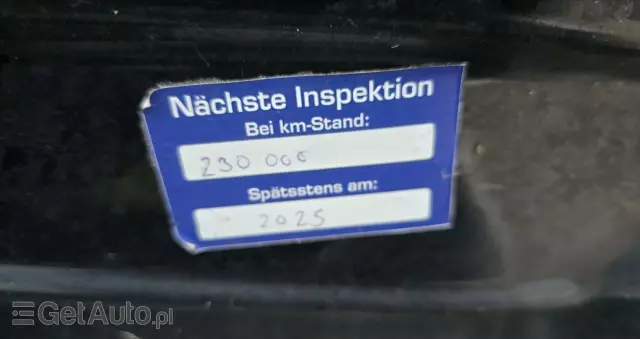 Nächste Inspektion
Bei km-Stand:
230 000
Spätsstens am:
2025
GetAuto.pl